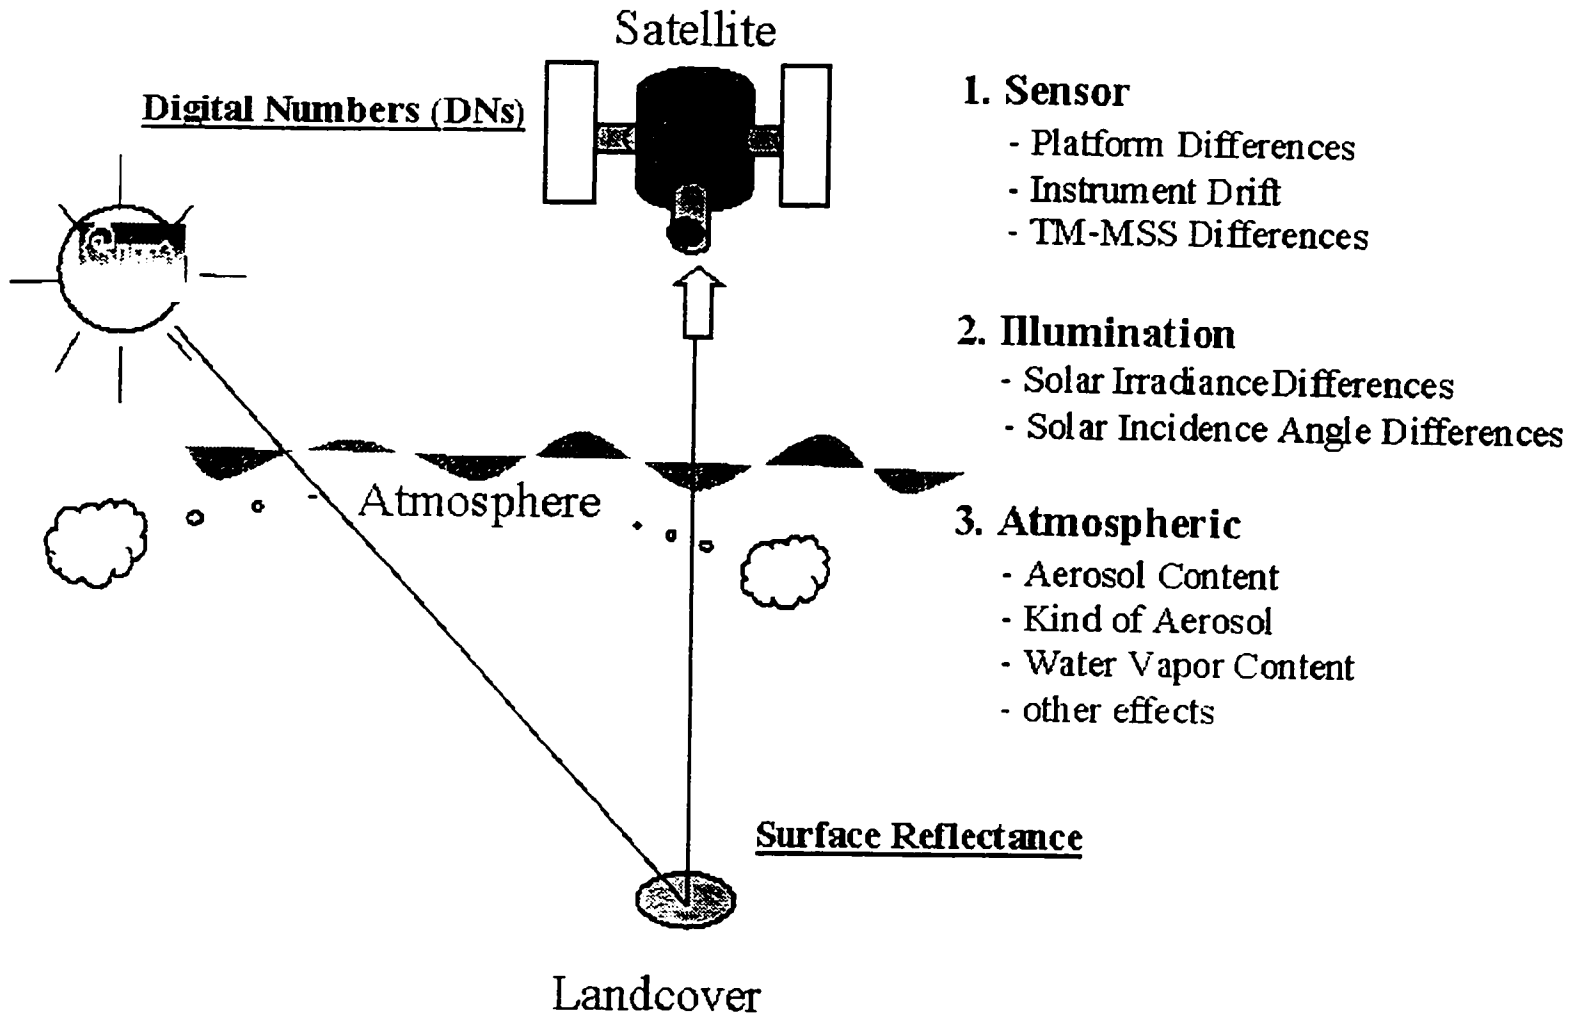 Satellite
Digital Numbers (DNs)
1. Sensor
- Platform Differences
- Instrument Drift
- TM-MSS Differences
2. Illumination
- Solar IrradianceDifferences
- Solar Incidence Angle Differences
Atmosphere
3. Atmospheric
- Aerosol Content
- Kind of Aerosol
- Water Vapor Content
- other effects
Surface Reflectance
Landcover